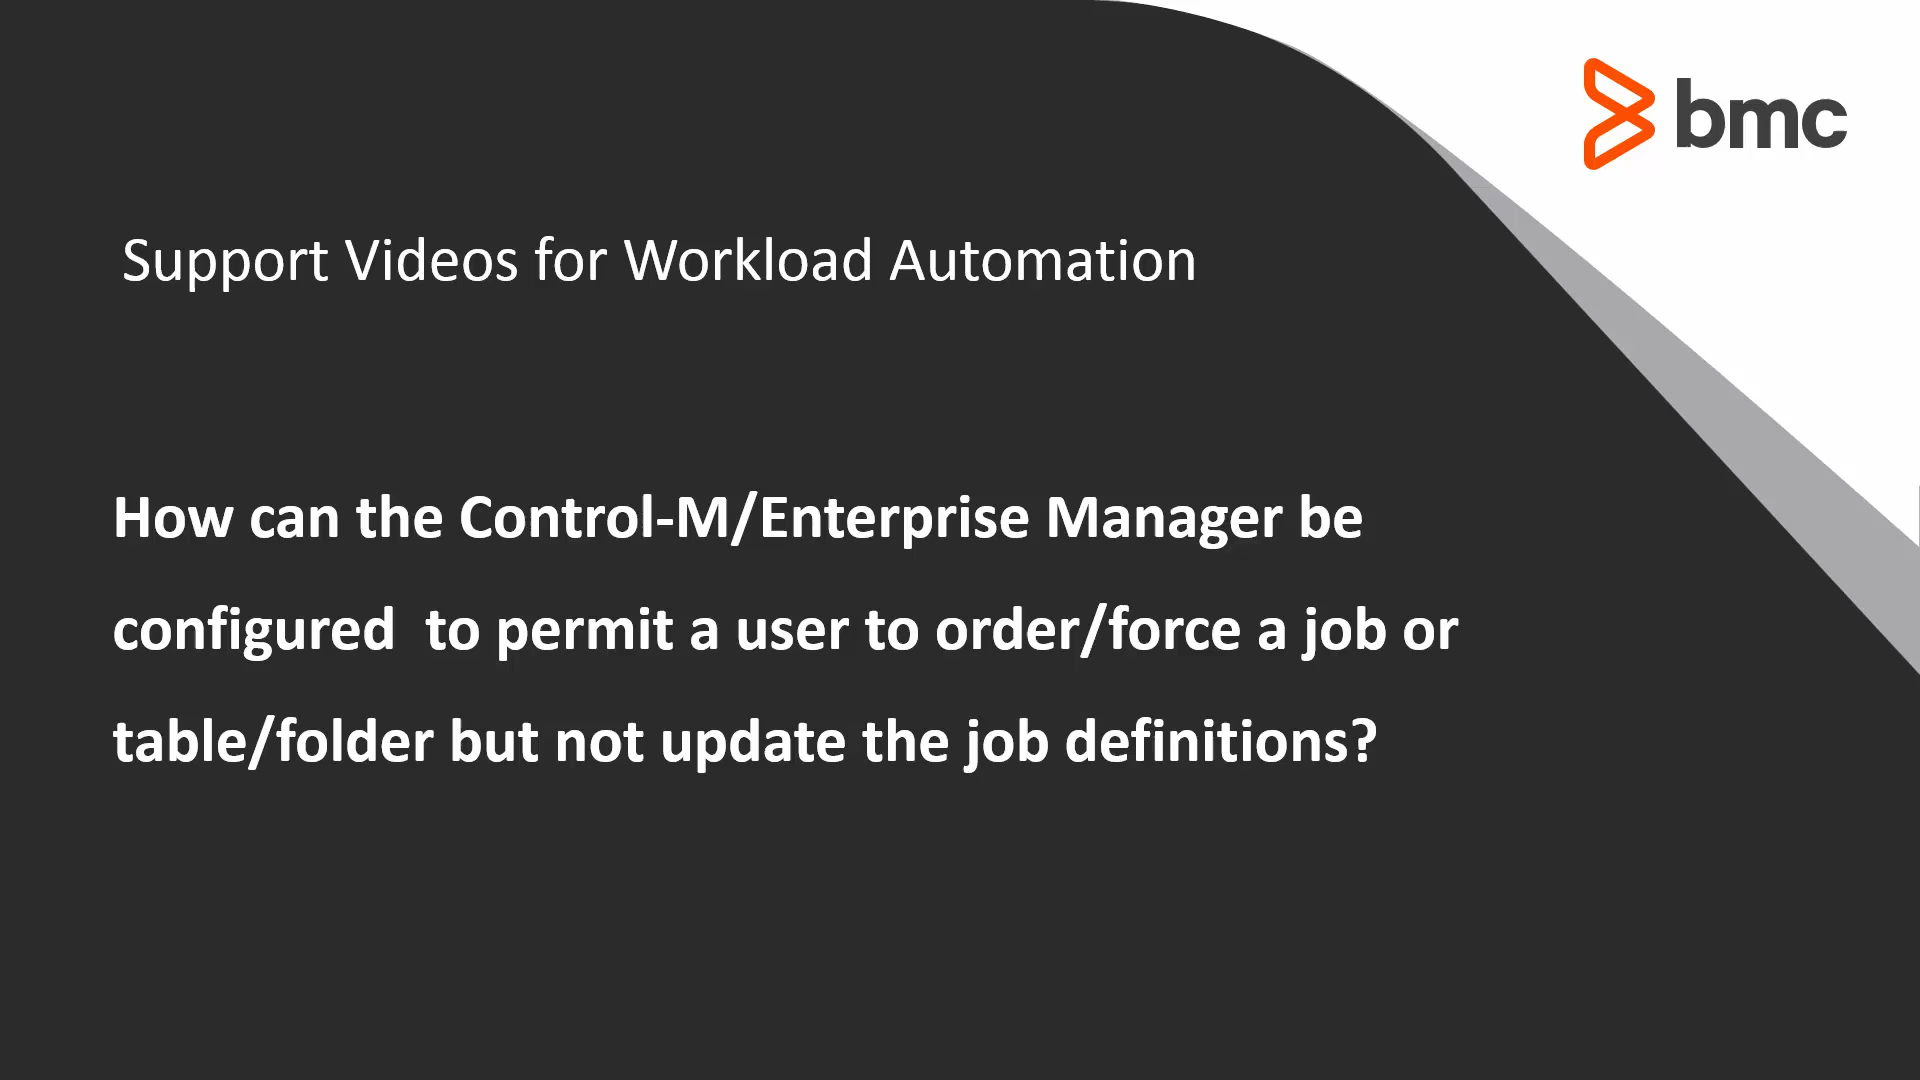 bmc
Support Videos for Workload Automation
How can the Control-M/Enterprise Manager be
configured  to permit a user to order/force a job or
table/folder but not update the job definitions?